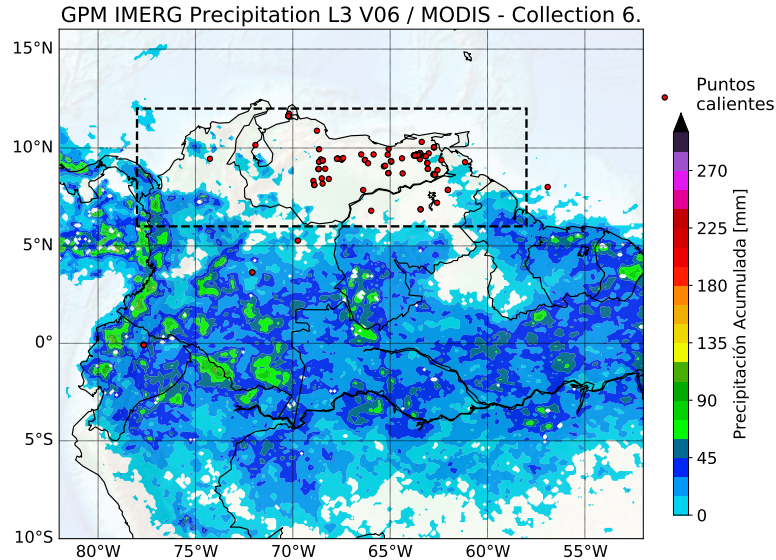 GPM IMERG Precipitation L3 V06 / MODIS - Collection 6.
15°N
10°N
5°N
0°
5°S
10°S
80°W
75°W
70°W
65°W
60°W
55°W
Puntos
calientes
270
225
180
135
90
45
0
Precipitación Acumulada [mm]